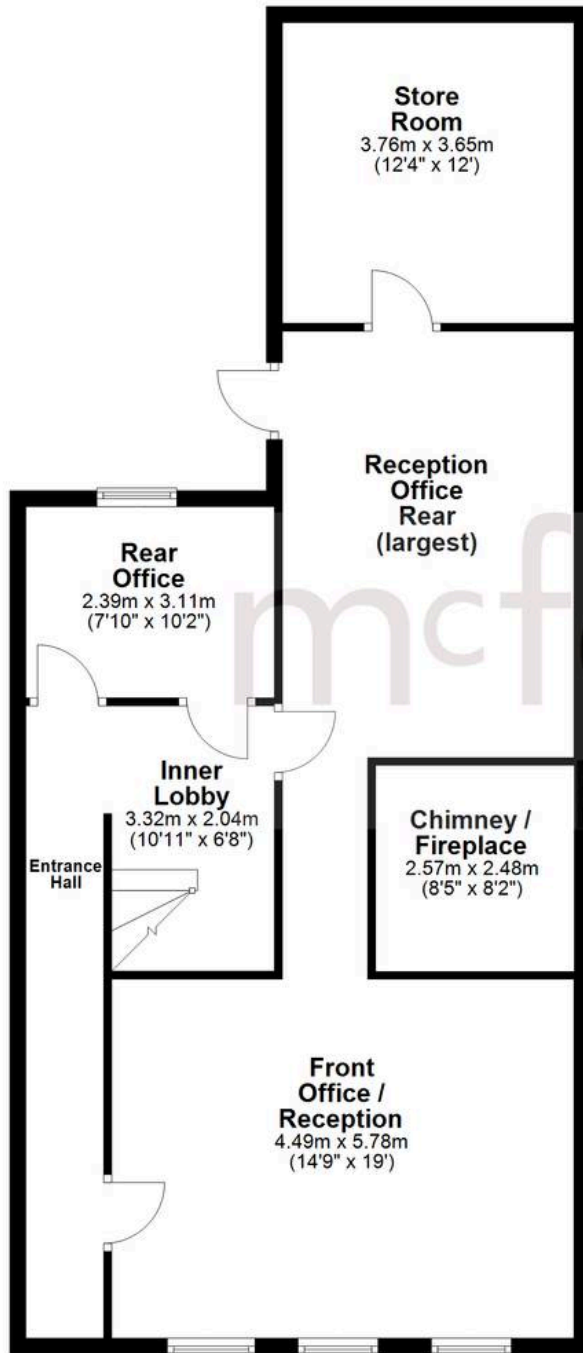 Store
Room
3.76m x 3.65m
(12'4" x 12')
Reception
Office
Rear
(largest)
Rear
Office
2.39m x 3.11m
(7'10" x 10'2")
mcf
Inner
Lobby
3.32m x 2.04m
(10'11" x 6'8")
Chimney /
Fireplace
2.57m x 2.48m
(8'5" x 8'2")
Entrance
Hall
Front
Office /
Reception
4.49m x 5.78m
(14'9" x 19')